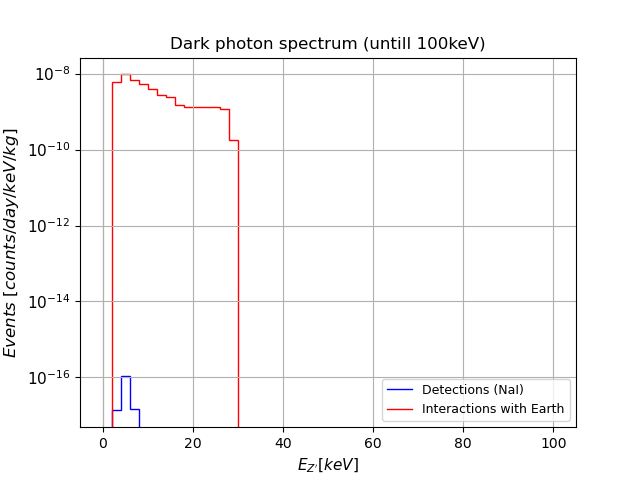 Dark photon spectrum (untill 100keV)
Events [counts/day/keV/kg]
10⁻⁸
10⁻¹⁰
10⁻¹²
10⁻¹⁴
10⁻¹⁶
Detections (NaI)
Interactions with Earth
0 20 40 60 80 100
E_{Z'}[keV]